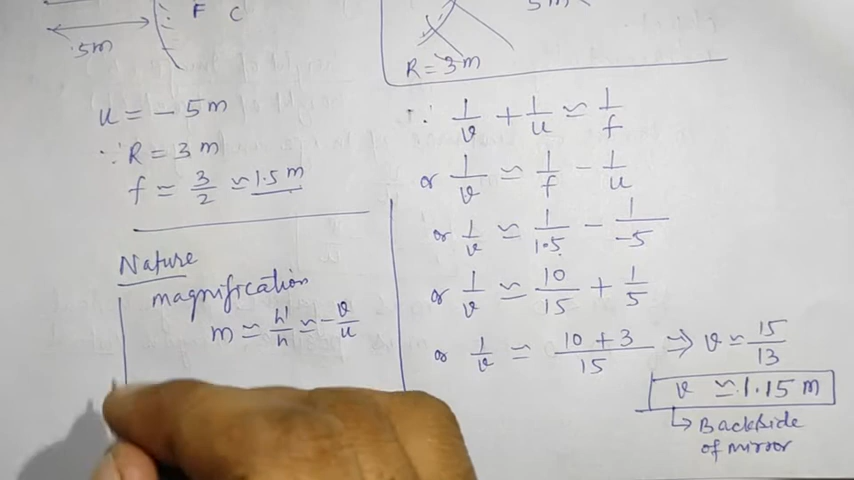 F C
.5m
5m
R = 3m
u = - 5m
∵ R = 3m
f = 3/2 ≃ 1.5 m
Nature
magnification
m ≃ h'/h ≃ - v/u
∵ 1/v + 1/u ≃ 1/f
or 1/v ≃ 1/f - 1/u
or 1/v ≃ 1/1.5 - 1/-5
or 1/v ≃ 10/15 + 1/5
or 1/v ≃ 10 + 3/15 ⇒ v ≃ 15/13
v ≃ 1.15 m
↳ Backside
of mirror